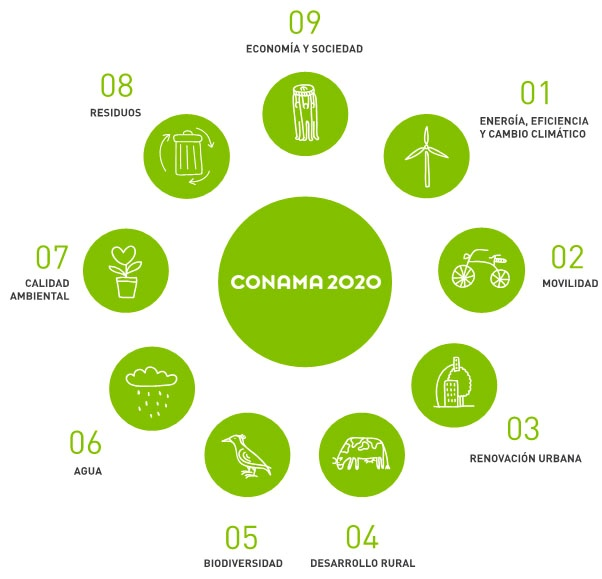 09
ECONOMÍA Y SOCIEDAD
08
RESIDUOS
01
ENERGÍA, EFICIENCIA
Y CAMBIO CLIMÁTICO
07
CALIDAD
AMBIENTAL
CONAMA 2020
02
MOVILIDAD
06
AGUA
03
RENOVACIÓN URBANA
05
BIODIVERSIDAD
04
DESARROLLO RURAL